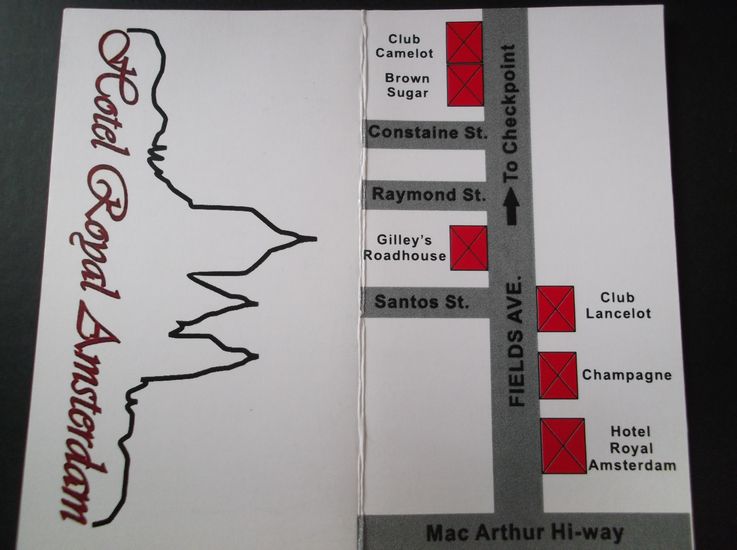 Hotel Royal Amsterdam
Club
Camelot
Brown
Sugar
To Checkpoint
Constaine St.
Raymond St.
Gilley's
Roadhouse
Santos St.
FIELDS AVE.
Club
Lancelot
Champagne
Hotel
Royal
Amsterdam
Mac Arthur Hi-way